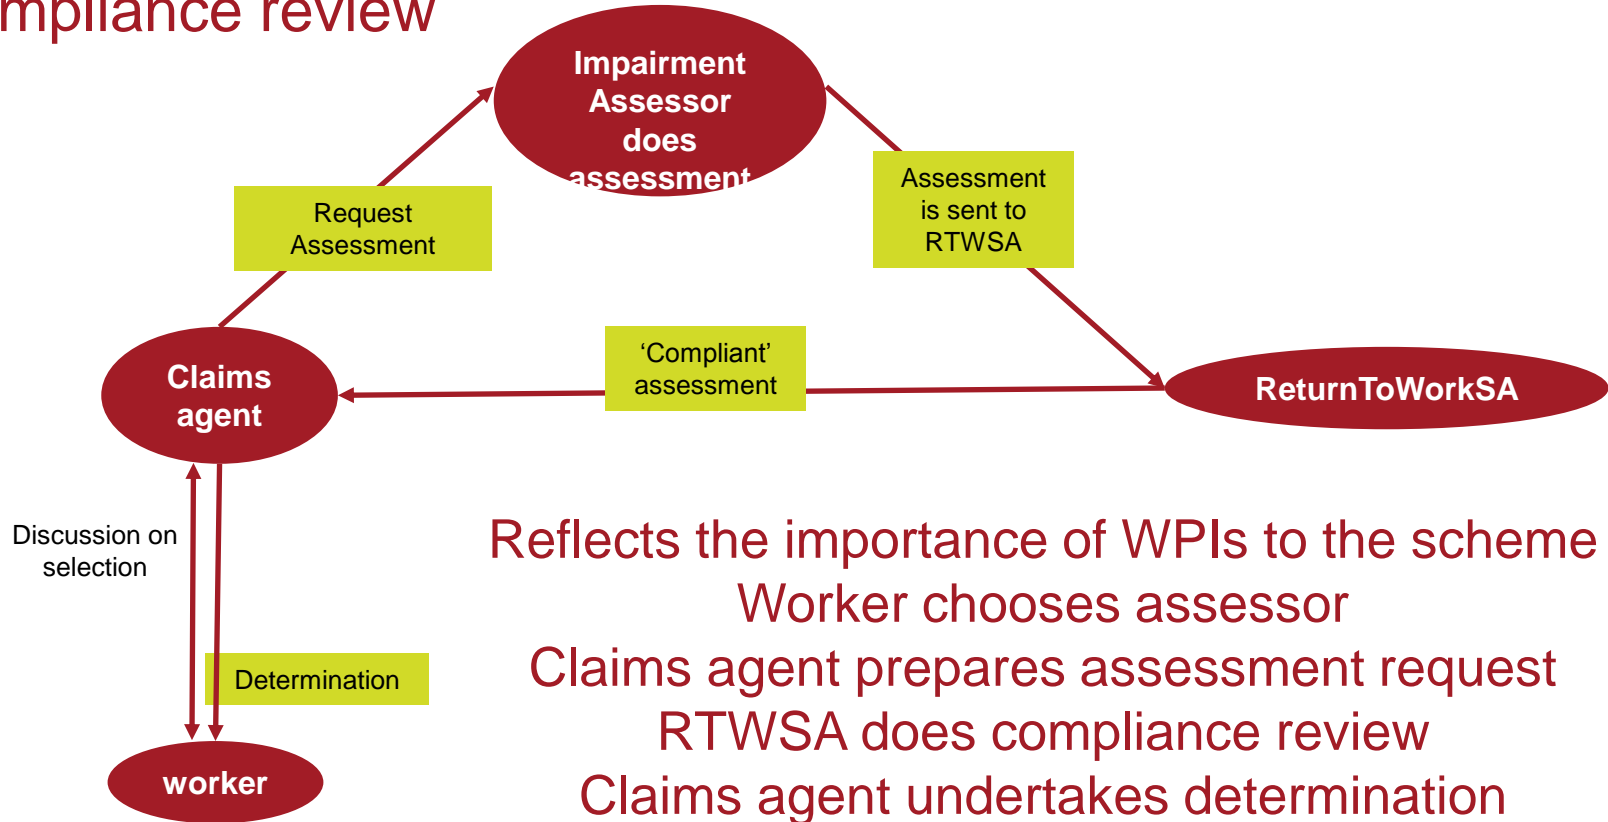 mpliance review
Impairment
Assessor
does
assessment
Request
Assessment
Assessment
is sent to
RTWSA
Claims
agent
‘Compliant’
assessment
ReturnToWorkSA
Discussion on
selection
Determination
worker
Reflects the importance of WPIs to the scheme
Worker chooses assessor
Claims agent prepares assessment request
RTWSA does compliance review
Claims agent undertakes determination